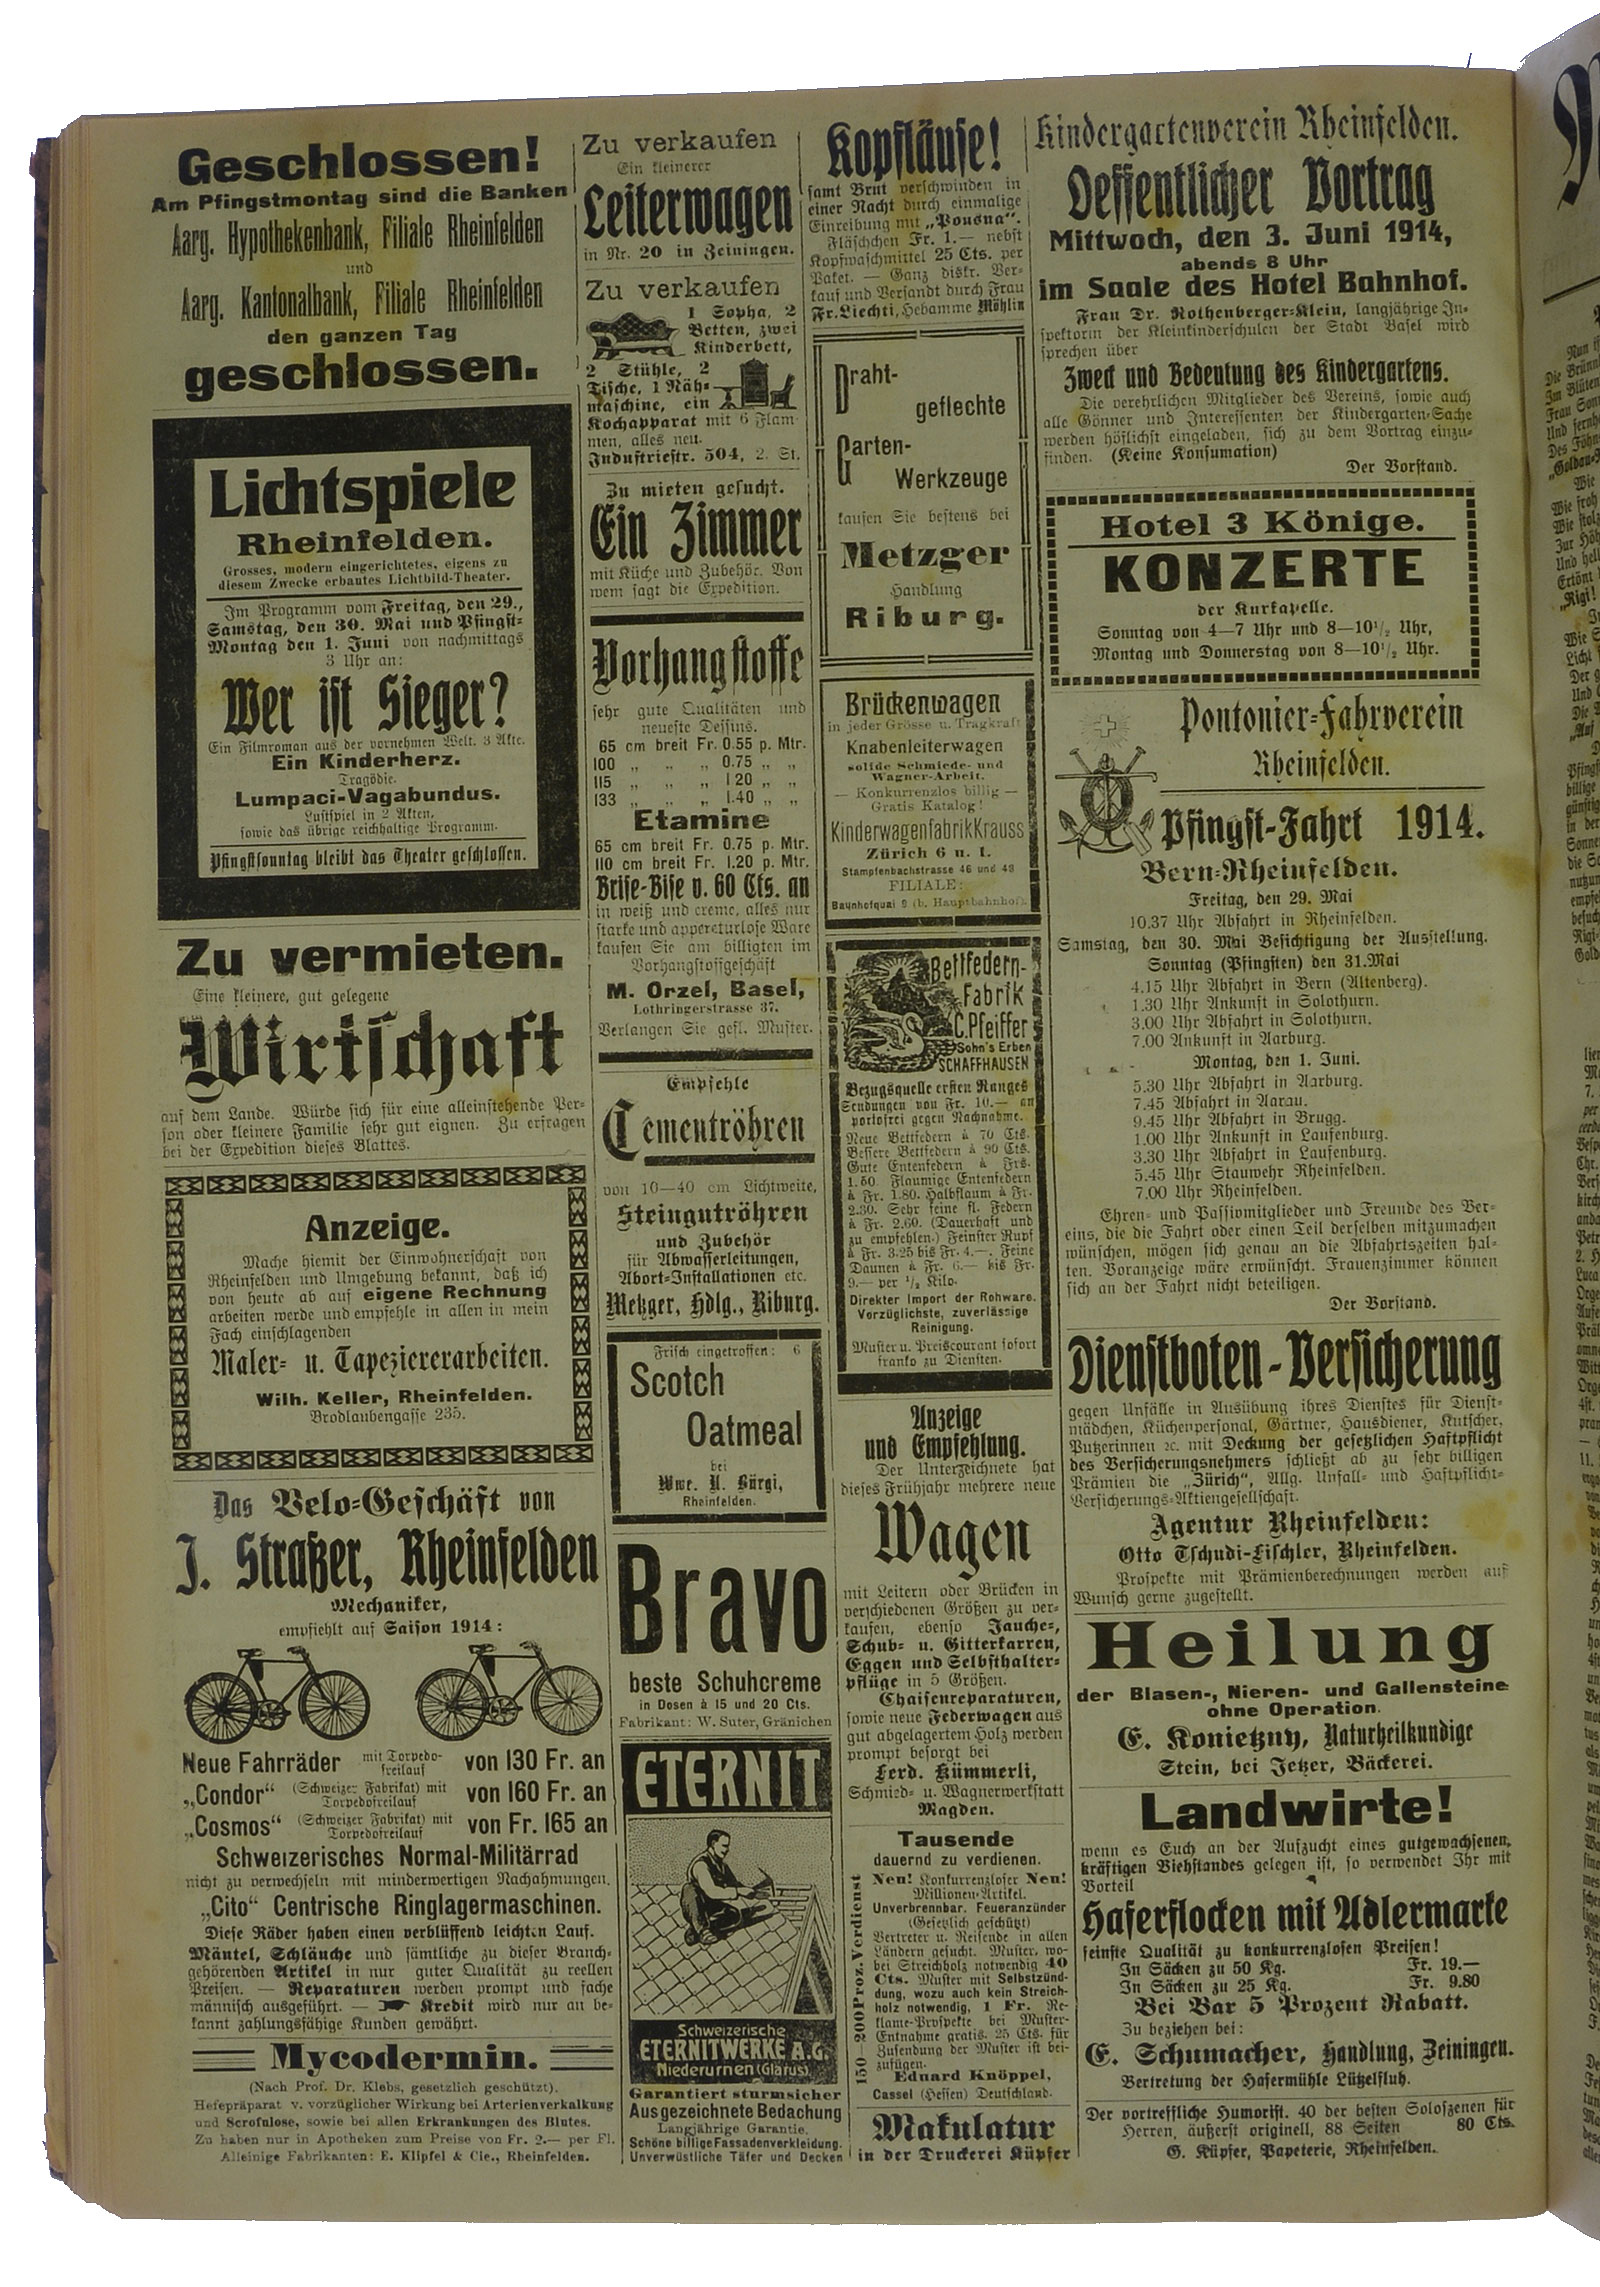 Geschlossen!
Am Pfingstmontag sind die Banken
Aarg. Hypothekenbank, Filiale Rheinfelden
und
Aarg. Kantonalbank, Filiale Rheinfelden
den ganzen Tag
geschlossen.
Lichtspiele
Rheinfelden.
Grosses, modern eingerichtetes, eigens zu
diesem Zwecke erbautes Lichtbild-Theater.
Im Programm vom Freitag, den 29.,
Samstag, den 30. Mai und Pfingst-
Montag den 1. Juni von nachmittags
3 Uhr an:
Wer ist Sieger?
Ein Filmroman aus der vornehmen Welt. 3 Akte.
Ein Kinderherz.
Tragödie.
Lumpaci-Vagabundus.
Lustspiel in 2 Akten,
sowie das übrige reichhaltige Programm.
Pfingstsonntag bleibt das Theater geschlossen.
Zu vermieten.
Eine kleinere, gut gelegene
Wirtschaft
auf dem Lande. Würde sich für eine alleinstehende Per-
son oder kleinere Familie sehr gut eignen. Zu erfragen
bei der Expedition dieses Blattes.
Anzeige.
Mache hiemit der Einwohnerschaft von
Rheinfelden und Umgebung bekannt, daß ich
von heute ab auf eigene Rechnung
arbeiten werde und empfehle in allen in mein
Fach einschlagenden
Maler- u. Tapeziererarbeiten.
Wilh. Keller, Rheinfelden.
Brodlaubengasse 235.
Das Velo-Geschäft von
J. Straßer, Rheinfelden
Mechaniker,
empfiehlt auf Saison 1914:
Neue Fahrräder mit Torpedo-freilauf von 130 Fr. an
„Condor“ (Schweizer Fabrikat) mit Torpedofreilauf von 160 Fr. an
„Cosmos“ (Schweizer Fabrikat) mit Torpedofreilauf von Fr. 165 an
Schweizerisches Normal-Militärrad
nicht zu verwechseln mit minderwertigen Nachahmungen.
„Cito“ Centrische Ringlagermaschinen.
Diese Räder haben einen verblüffend leichten Lauf.
Mäntel, Schläuche und sämtliche zu dieser Branch-
gehörenden Artikel in nur guter Qualität zu reellen
Preisen. — Reparaturen werden prompt und fache
männisch ausgeführt. — Kredit wird nur an be-
kannt zahlungsfähige Kunden gewährt.
Mycodermin.
(Nach Prof. Dr. Klebs, gesetzlich geschützt).
Hefepräparat v. vorzüglicher Wirkung bei Arterienverkalkung
und Scrofulose, sowie bei allen Erkrankungen des Blutes.
Zu haben nur in Apotheken zum Preise von Fr. 2.— per Fl.
Alleinige Fabrikanten: E. Klipfel & Cie., Rheinfelden.
Zu verkaufen
Ein kleinerer
Leiterwagen
in Nr. 20 in Zeiningen.
Zu verkaufen
1 Sopha, 2
Betten, zwei
Kinderbett,
2 Stühle, 2
Tische, 1 Näh-
maschine, ein
Kochapparat mit 6 Flam-
men, alles neu.
Industriestr. 504, 2. St.
Zu mieten gesucht.
Ein Zimmer
mit Küche und Zubehör. Von
wem sagt die Expedition.
Vorhangstoffe
sehr gute Qualitäten und
neueste Dessins.
65 cm breit Fr. 0.55 p. Mtr.
100 „ „ „ 0.75 „ „
115 „ „ „ 1 20 „ „
133 „ „ „ 1.40 „ „
Etamine
65 cm breit Fr. 0.75 p. Mtr.
110 cm breit Fr. 1.20 p. Mtr.
Brise-Bise v. 60 Cts. an
in weiß und creme, alles nur
starke und appreturlose Ware
kaufen Sie am billigten im
Vorhangstoffgeschäft
M. Orzel, Basel,
Lothringerstrasse 37.
Verlangen Sie gefl. Muster.
Empfehle
Cementröhren
von 10—40 cm Lichtweite,
Steingutröhren
und Zubehör
für Abwasserleitungen,
Abort-Installationen etc.
Metzger, Hdlg., Riburg.
Frisch eingetroffen: 6
Scotch
Oatmeal
bei
Wwe. A. Bürgi,
Rheinfelden.
Bravo
beste Schuhcreme
in Dosen à 15 und 20 Cts.
Fabrikant: W. Suter, Gränichen
ETERNIT
Schweizerische
ETERNITWERKE A.G.
Niederurnen (Glarus)
Garantiert sturmsicher
Ausgezeichnete Bedachung
Langjährige Garantie.
Schöne billige Fassadenverkleidung.
Unverwüstliche Täfer und Decken
Kopfläuse!
samt Brut verschwinden in
einer Nacht durch einmalige
Einreibung mit „Pousna“.
Fläschchen Fr. 1.— nebst
Kopfwaschmittel 25 Cts. per
Paket. — Ganz diskr. Ver-
kauf und Versandt durch Frau
Fr. Liechti, Hebamme Möhlin
Draht-
geflechte
Garten-
Werkzeuge
kaufen Sie bestens bei
Metzger
Handlung
Riburg.
Brückenwagen
in jeder Grösse u. Tragkraft
Knabenleiterwagen
solide Schmiede- und
Wagner-Arbeit.
— Konkurrenzlos billig —
Gratis Katalog!
Kinderwagenfabrik Krauss
Zürich 6 u. 1.
Stampfenbachstrasse 46 und 48
FILIALE:
Bahnhofquai 9 (b. Hauptbahnhof)
Bettfedern-
Fabrik
C. Pfeiffer
Sohn's Erben
SCHAFFHAUSEN
Bezugsquelle ersten Ranges
Sendungen von Fr. 10.— an
portofrei gegen Nachnahme.
Neue Bettfedern à 70 Cts.
Bessere Bettfedern à 90 Cts.
Gute Entenfedern à Frs.
1.50. Flaumige Entenfedern
à Fr. 1.80. Halbflaum à Fr.
2.30. Sehr feine fl. Federn
à Fr. 2.60. (Dauerhaft und
zu empfehlen.) Feinster Rupf
à Fr. 3.25 bis Fr. 4.—. Feine
Daunen à Fr. 6.— bis Fr.
9.— per 1/2 Kilo.
Direkter Import der Rohware.
Vorzüglichste, zuverlässige
Reinigung.
Muster u. Preiscourant sofort
franko zu Diensten.
Anzeige
und Empfehlung.
Der Unterzeichnete hat
dieses Frühjahr mehrere neue
Wagen
mit Leitern oder Brücken in
verschiedenen Größen zu ver-
kaufen, ebenso Jauche-,
Schub- u. Gitterkarren,
Eggen und Selbsthalter-
pflüge in 5 Größen.
Chaisenreparaturen,
sowie neue Federwagen aus
gut abgelagertem Holz werden
prompt besorgt bei
Ferd. Kümmerli,
Schmied- u. Wagnerwerkstatt
Magden.
Tausende
dauernd zu verdienen.
150—200 Proz. Verdienst
Neu! Konkurrenzloser Neu!
Millionen-Artikel.
Unverbrennbar. Feueranzünder
(Gesetzlich geschützt)
Vertreter u. Reisende in allen
Ländern gesucht. Muster, wo-
bei Streichholz notwendig 40
Cts. Muster mit Selbstzünd-
dung, wozu auch kein Streich-
holz notwendig, 1 Fr. Re-
klame-Prospekte bei Muster-
Entnahme gratis. 25 Cts. für
Zusendung der Muster ist bei-
zufügen.
Eduard Knöppel,
Cassel (Hessen) Deutschland.
Makulatur
in der Druckerei Küpfer
Kindergartenverein Rheinfelden.
Oeffentlicher Vortrag
Mittwoch, den 3. Juni 1914,
abends 8 Uhr
im Saale des Hotel Bahnhof.
Frau Dr. Rothenberger-Klein, langjährige In-
spektorin der Kleinkinderschulen der Stadt Basel wird
sprechen über
Zweck und Bedeutung des Kindergartens.
Die verehrlichen Mitglieder des Vereins, sowie auch
alle Gönner und Interessenten der Kindergarten-Sache
werden höflichst eingeladen, sich zu dem Vortrag einzu-
finden. (Keine Konsumation)
Der Vorstand.
Hotel 3 Könige.
KONZERTE
der Kurkapelle.
Sonntag von 4—7 Uhr und 8—10 1/2 Uhr,
Montag und Donnerstag von 8—10 1/2 Uhr.
Pontonier-Fahrverein
Rheinfelden.
Pfingst-Fahrt 1914.
Bern-Rheinfelden.
Freitag, den 29. Mai
10.37 Uhr Abfahrt in Rheinfelden.
Samstag, den 30. Mai Besichtigung der Ausstellung.
Sonntag (Pfingsten) den 31. Mai
4.15 Uhr Abfahrt in Bern (Altenberg).
1.30 Uhr Ankunft in Solothurn.
3.00 Uhr Abfahrt in Solothurn.
7.00 Ankunft in Aarburg.
Montag, den 1. Juni.
5.30 Uhr Abfahrt in Aarburg.
7.45 Abfahrt in Aarau.
9.45 Uhr Abfahrt in Brugg.
1.00 Uhr Ankunft in Laufenburg.
3.30 Uhr Abfahrt in Laufenburg.
5.45 Uhr Stauwehr Rheinfelden.
7.00 Uhr Rheinfelden.
Ehren- und Passivmitglieder und Freunde des Ver-
eins, die die Fahrt oder einen Teil derselben mitzumachen
wünschen, mögen sich genau an die Abfahrtszeiten hal-
ten. Voranzeige wäre erwünscht. Frauenzimmer können
sich an der Fahrt nicht beteiligen.
Der Vorstand.
Dienstboten-Versicherung
gegen Unfälle in Ausübung ihres Dienstes für Dienst-
mädchen, Küchenpersonal, Gärtner, Hausdiener, Kutscher,
Putzerinnen ꝛc. mit Deckung der gesetzlichen Haftpflicht
des Versicherungsnehmers schließt ab zu sehr billigen
Prämien die „Zürich“, Allg. Unfall- und Haftpflicht-
Versicherungs-Aktiengesellschaft.
Agentur Rheinfelden:
Otto Tschudi-Lischler, Rheinfelden.
Prospekte mit Prämienberechnungen werden auf
Wunsch gerne zugestellt.
Heilung
der Blasen-, Nieren- und Gallensteine
ohne Operation.
E. Konietzny, Naturheilkundige
Stein, bei Jetzer, Bäckerei.
Landwirte!
wenn es Euch an der Aufzucht eines gutgewachsenen,
kräftigen Viehstandes gelegen ist, so verwendet Ihr mit
Vorteil
Haferflocken mit Adlermarke
feinste Qualität zu konkurrenzlosen Preisen!
In Säcken zu 50 Kg. Fr. 19.—
In Säcken zu 25 Kg. Fr. 9.80
Bei Bar 5 Prozent Rabatt.
Zu beziehen bei:
E. Schumacher, Handlung, Zeiningen.
Vertretung der Hafermühle Lützelfluh.
Der vortreffliche Humorist. 40 der besten Soloszenen für
Herren, äußerst originell, 88 Seiten 80 Cts.
G. Küpfer, Papeterie, Rheinfelden.